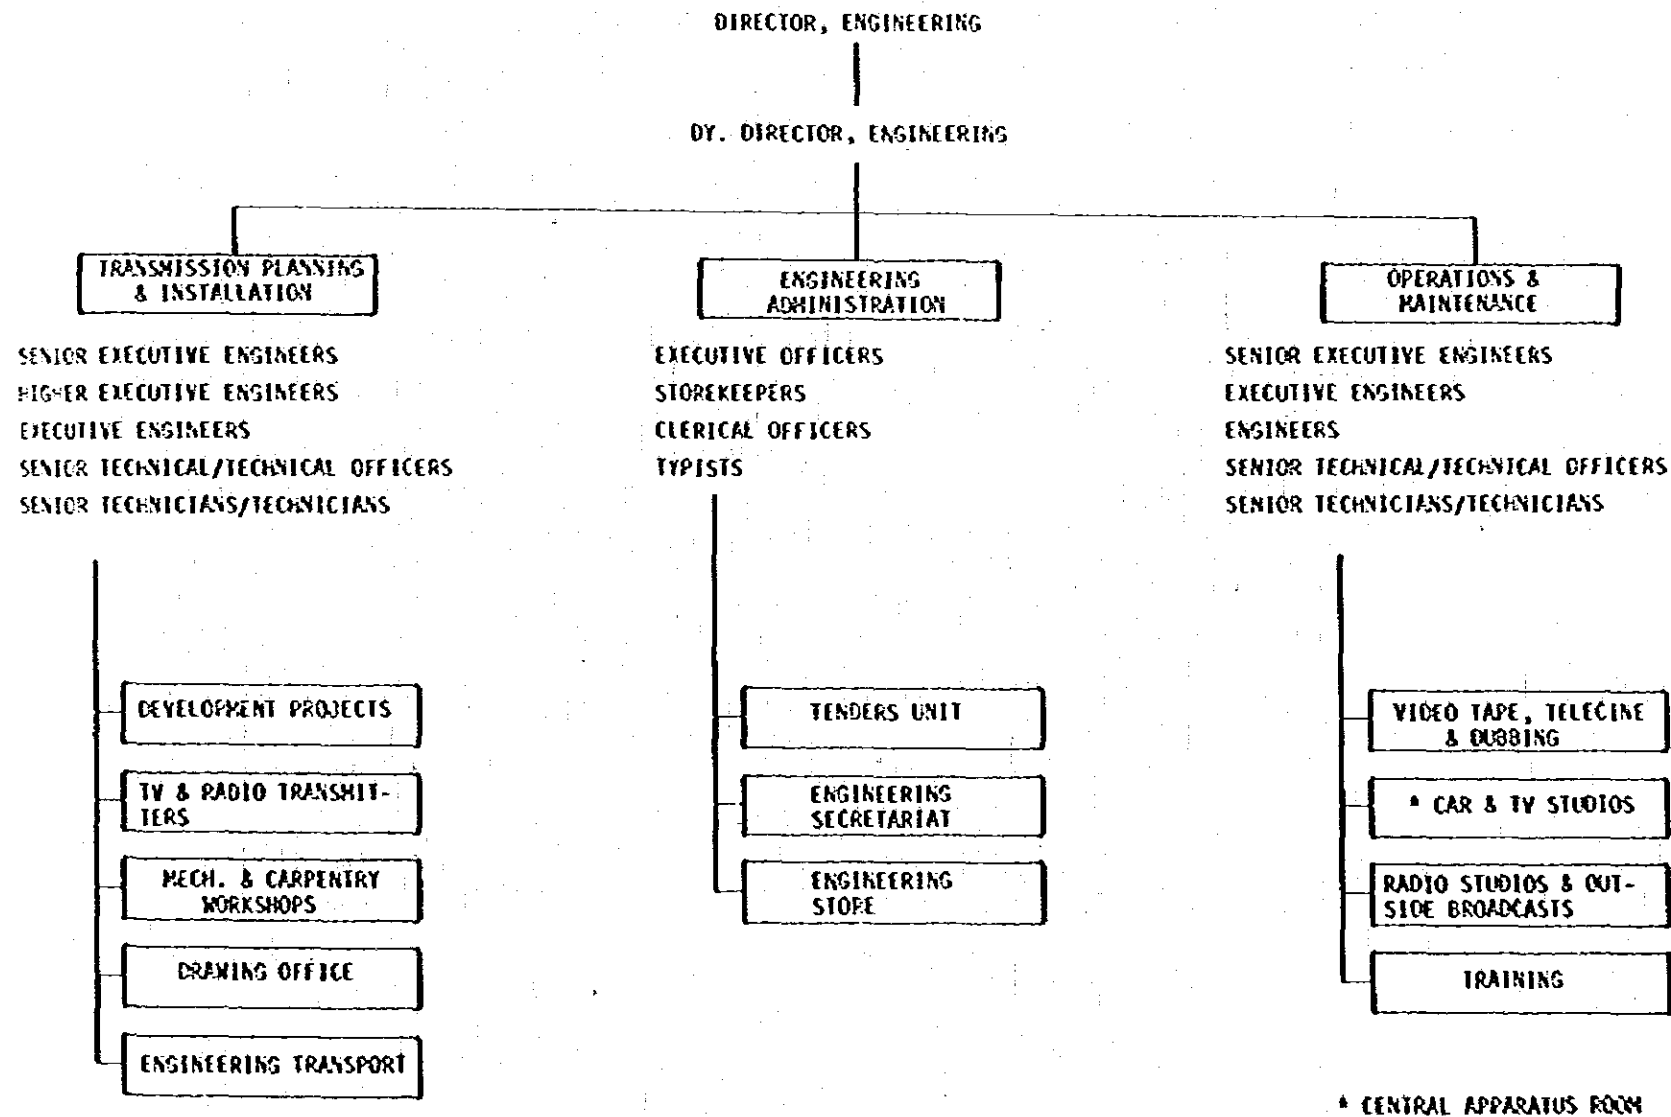 DIRECTOR, ENGINEERING
DY. DIRECTOR, ENGINEERING
TRANSMISSION PLANNING
& INSTALLATION
SENIOR EXECUTIVE ENGINEERS
HIGHER EXECUTIVE ENGINEERS
EXECUTIVE ENGINEERS
SENIOR TECHNICAL/TECHNICAL OFFICERS
SENIOR TECHNICIANS/TECHNICIANS
DEVELOPMENT PROJECTS
TV & RADIO TRANSMIT-
TERS
MECH. & CARPENTRY
WORKSHOPS
DRAWING OFFICE
ENGINEERING TRANSPORT
ENGINEERING
ADMINISTRATION
EXECUTIVE OFFICERS
STOREKEEPERS
CLERICAL OFFICERS
TYPISTS
TENDERS UNIT
ENGINEERING
SECRETARIAT
ENGINEERING
STORE
OPERATIONS &
MAINTENANCE
SENIOR EXECUTIVE ENGINEERS
EXECUTIVE ENGINEERS
ENGINEERS
SENIOR TECHNICAL/TECHNICAL OFFICERS
SENIOR TECHNICIANS/TECHNICIANS
VIDEO TAPE, TELECINE
& DUBBING
* CAR & TV STUDIOS
RADIO STUDIOS & OUT-
SIDE BROADCASTS
TRAINING
* CENTRAL APPARATUS ROOM